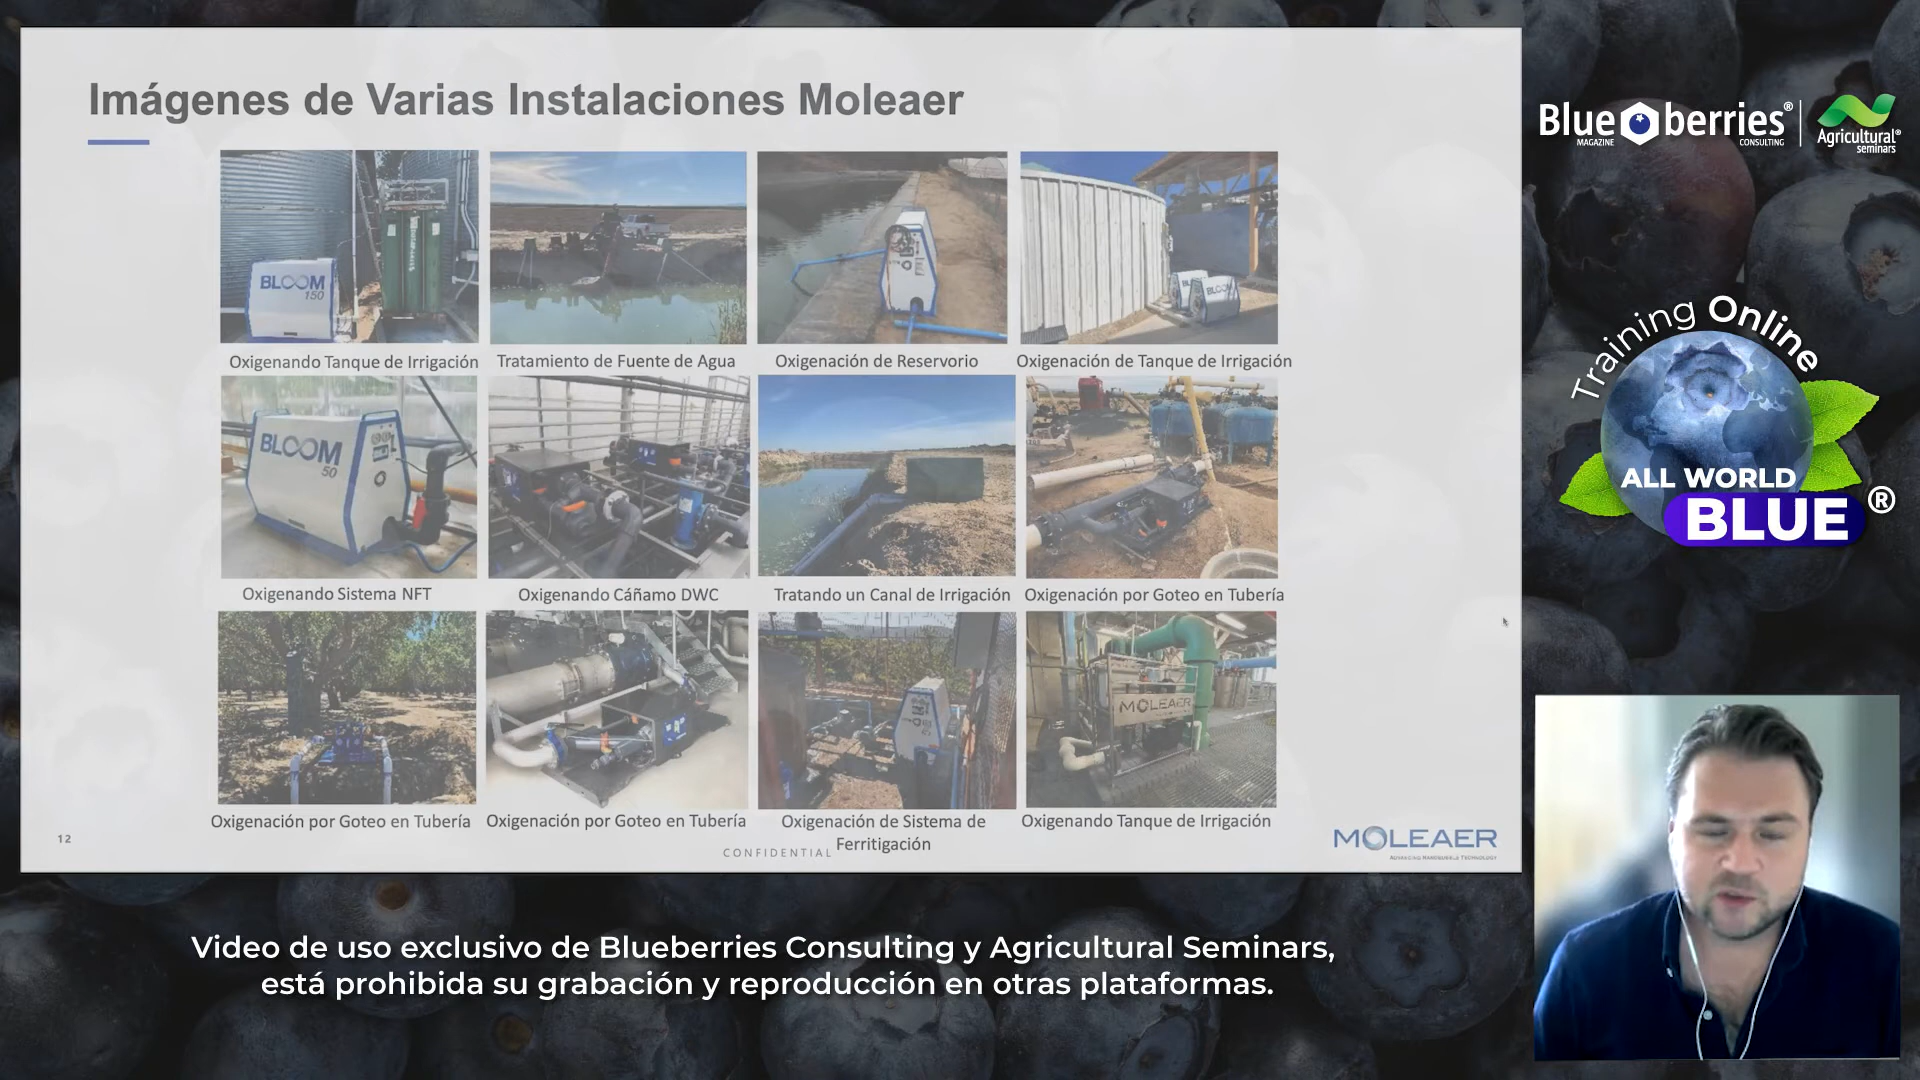 Imágenes de Varias Instalaciones Moleaer
BLOOM
150
BLOOM
Oxigenando Tanque de Irrigación
Tratamiento de Fuente de Agua
Oxigenación de Reservorio
Oxigenación de Tanque de Irrigación
BLOOM
50
Oxigenando Sistema NFT
Oxigenando Cáñamo DWC
Tratando un Canal de Irrigación
Oxigenación por Goteo en Tubería
MOLEAER
Oxigenación por Goteo en Tubería
Oxigenación por Goteo en Tubería
Oxigenación de Sistema de
Ferritigación
Oxigenando Tanque de Irrigación
12
CONFIDENTIAL
MOLEAER
ADVANCING NANOBUBBLE TECHNOLOGY
Blueberries®
MAGAZINE
CONSULTING
Agricultural®
seminars
Training Online
ALL WORLD
BLUE®
Video de uso exclusivo de Blueberries Consulting y Agricultural Seminars,
está prohibida su grabación y reproducción en otras plataformas.